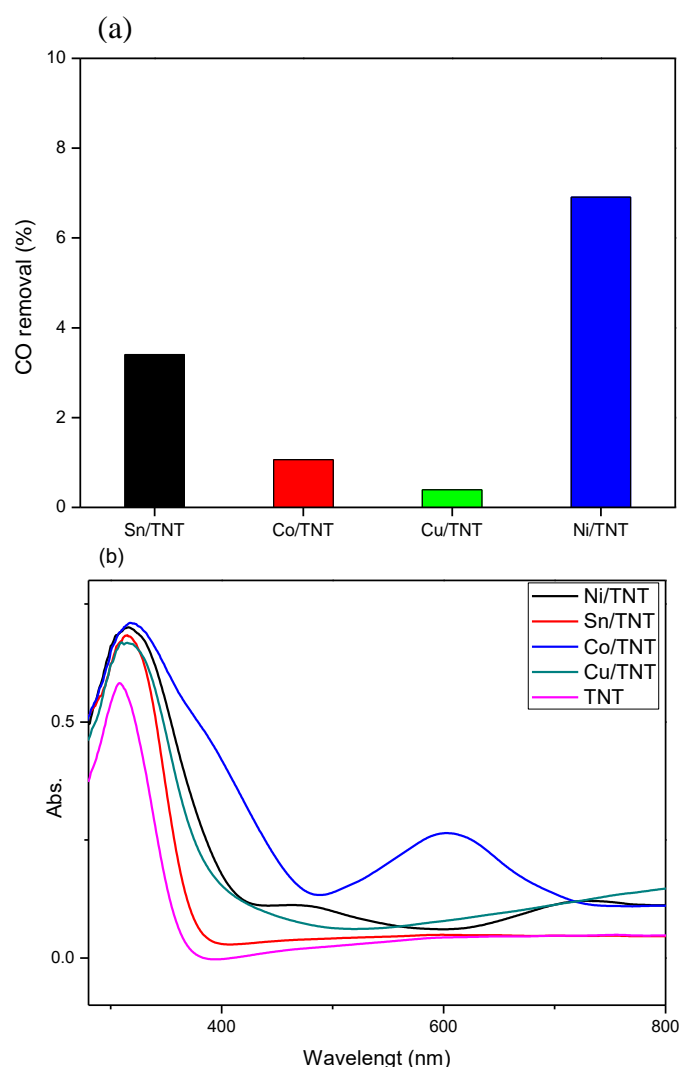 (a)
10
8
6
4
2
0
CO removal (%)
Sn/TNT Co/TNT Cu/TNT Ni/TNT
(b)
Ni/TNT
Sn/TNT
Co/TNT
Cu/TNT
TNT
0.5
0.0
Abs.
400 600 800
Wavelengt (nm)